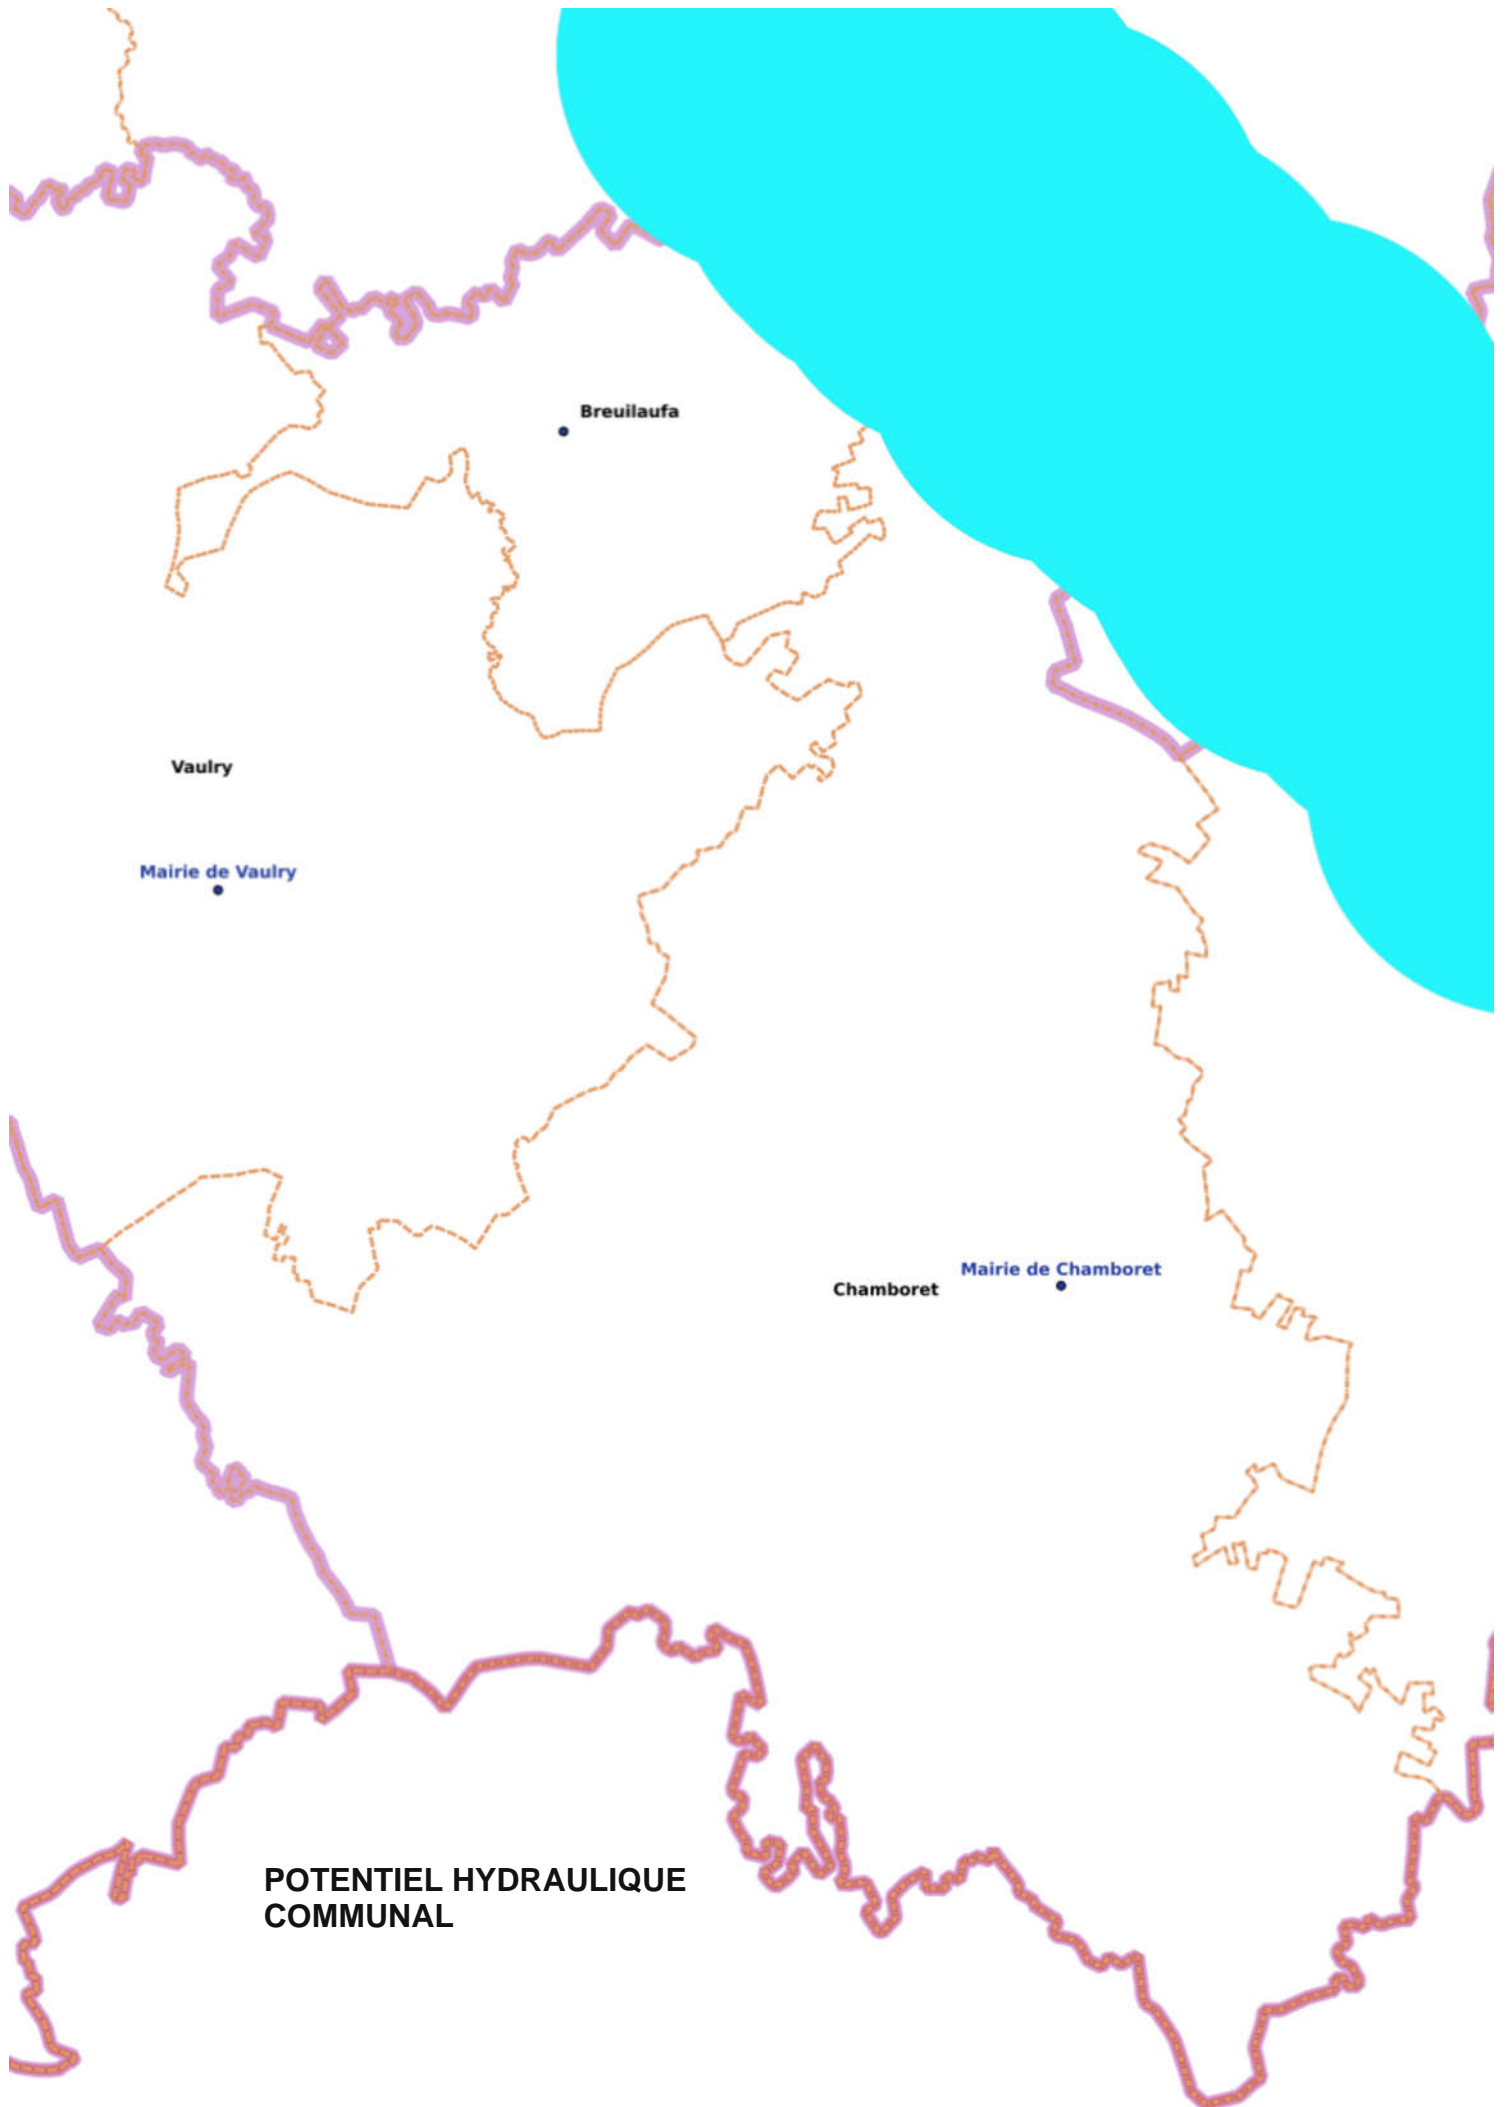 Breuilaufa
Vaulry
Mairie de Vaulry
Mairie de Chamboret
Chamboret
POTENTIEL HYDRAULIQUE
COMMUNAL